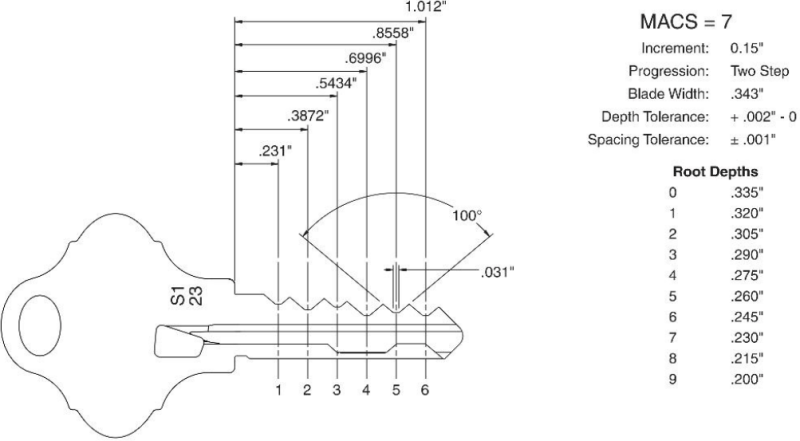 1.012"
.8558"
.6996"
.5434"
.3872"
.231"
100°
.031"
S1
23
1 2 3 4 5 6
MACS = 7
Increment: 0.15"
Progression: Two Step
Blade Width: .343"
Depth Tolerance: + .002" - 0
Spacing Tolerance: ± .001"
Root Depths
0 .335"
1 .320"
2 .305"
3 .290"
4 .275"
5 .260"
6 .245"
7 .230"
8 .215"
9 .200"